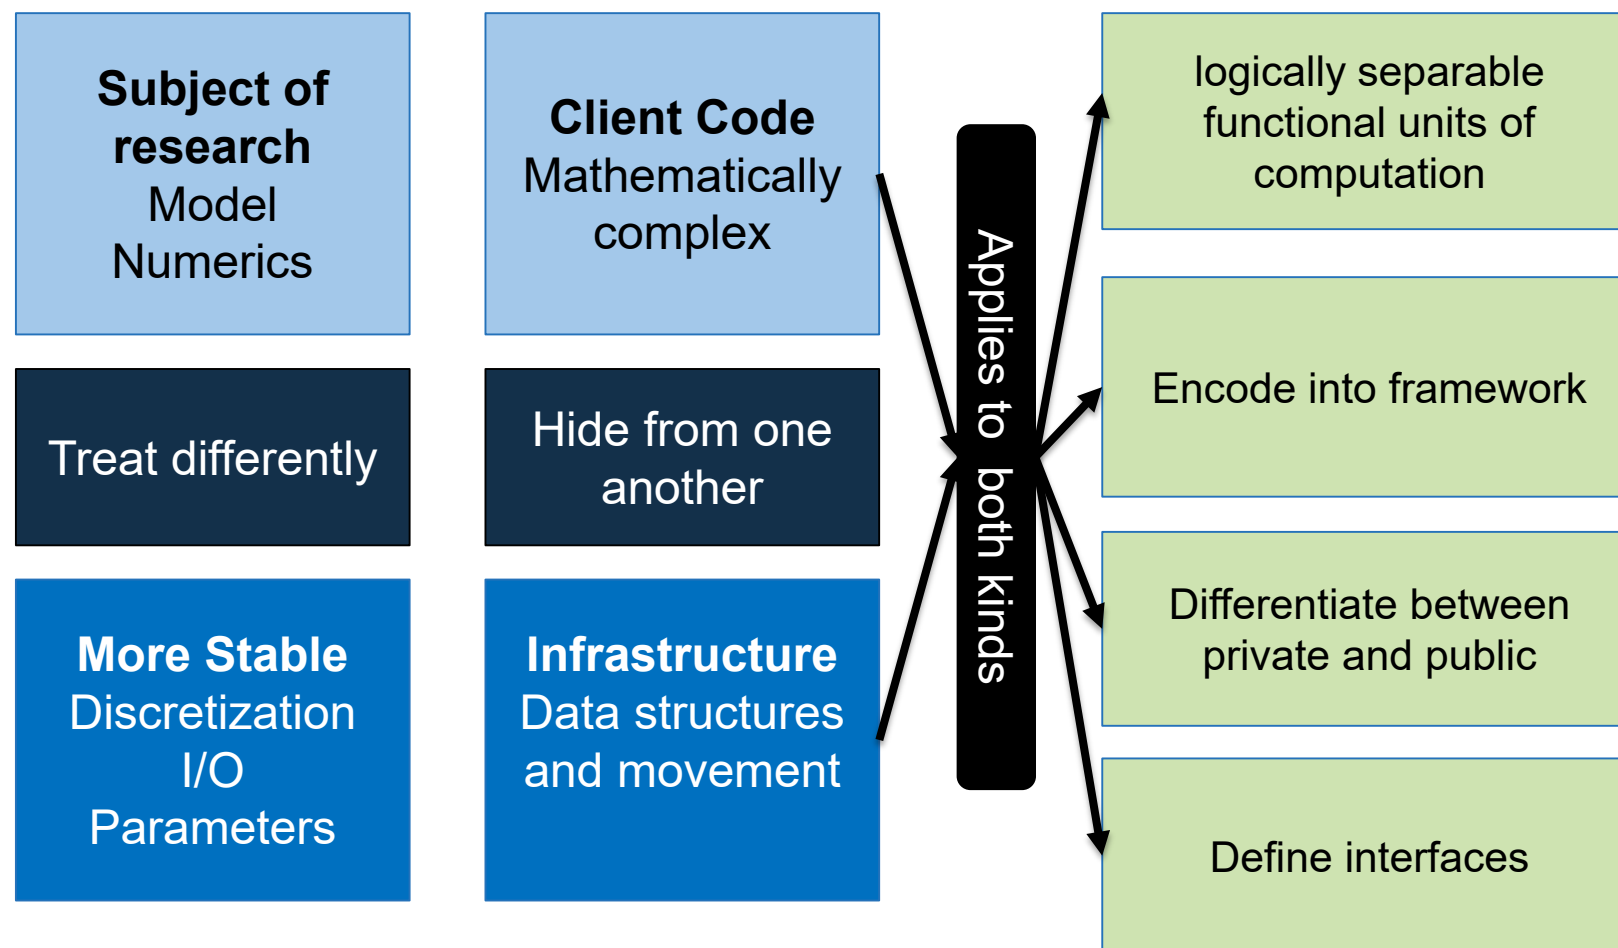 Subject of
research
Model
Numerics
Treat differently
More Stable
Discretization
I/O
Parameters
Client Code
Mathematically
complex
Hide from one
another
Infrastructure
Data structures
and movement
Applies to both kinds
logically separable
functional units of
computation
Encode into framework
Differentiate between
private and public
Define interfaces